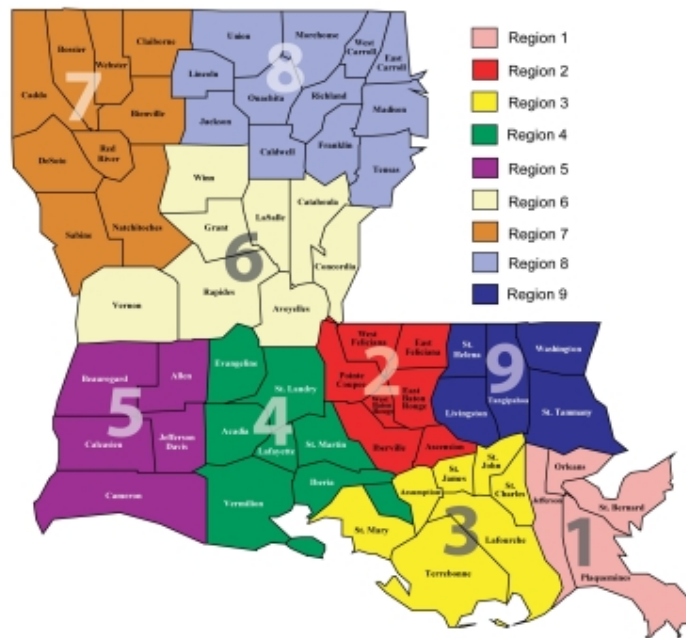 Region 1
Region 2
Region 3
Region 4
Region 5
Region 6
Region 7
Region 8
Region 9
7
Bossier
Webster
Claiborne
Caddo
Bienville
DeSoto
Red
River
Sabine
Natchitoches
8
Union
Morehouse
West
Carroll
East
Carroll
Lincoln
Ouachita
Richland
Madison
Jackson
Caldwell
Franklin
Tensas
6
Winn
LaSalle
Catahoula
Grant
Concordia
Rapides
Vernon
Avoyelles
5
Beauregard
Allen
Calcasieu
Jefferson
Davis
Cameron
4
Evangeline
St. Landry
Acadia
Lafayette
St. Martin
Iberia
Vermilion
2
West
Feliciana
East
Feliciana
Pointe
Coupee
West Baton
Rouge
East
Baton
Rouge
Iberville
Ascension
9
St.
Helena
Tangipahoa
Washington
Livingston
St. Tammany
3
St.
James
St.
John
St.
Charles
Assumption
St. Mary
Lafourche
Terrebonne
1
Orleans
Jefferson
St. Bernard
Plaquemines